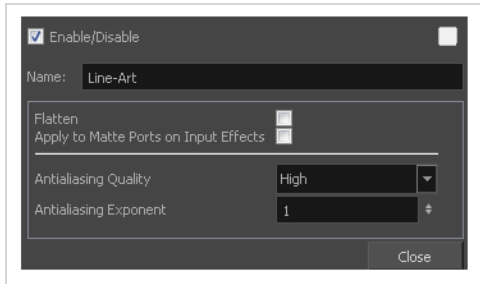 Enable/Disable
Name: Line-Art
Flatten
Apply to Matte Ports on Input Effects
Antialiasing Quality High
Antialiasing Exponent 1
Close